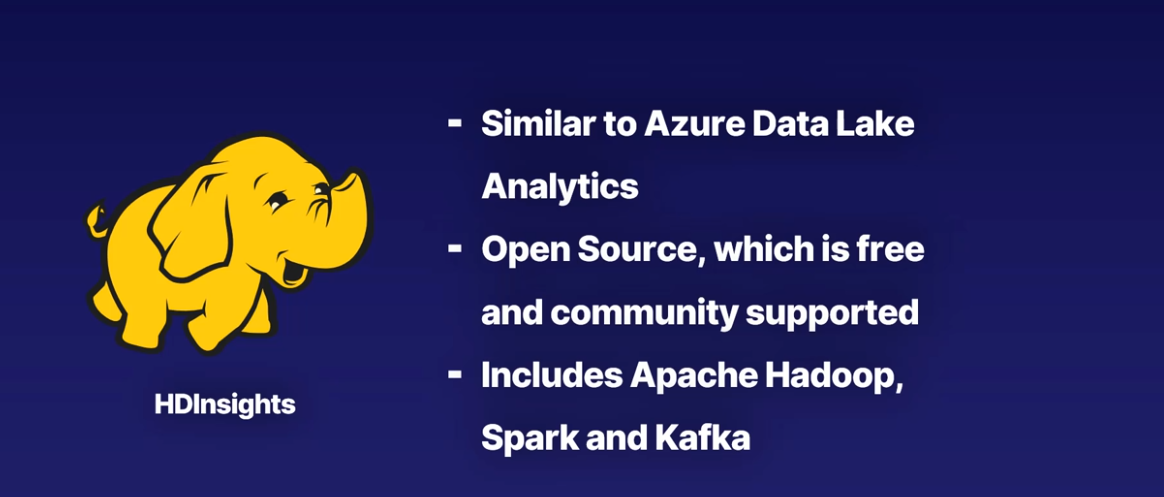 - Similar to Azure Data Lake
Analytics
- Open Source, which is free
and community supported
- Includes Apache Hadoop,
Spark and Kafka
HDInsights